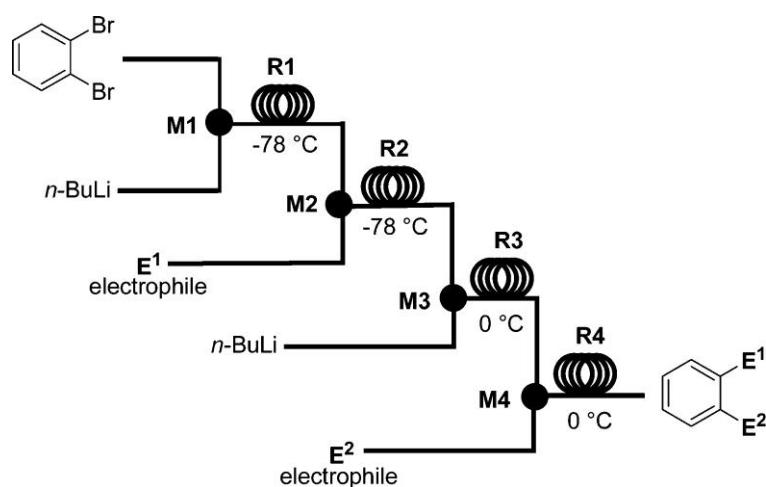 Br
R1
Br
M1
-78 °C
R2
n-BuLi
M2
-78 °C
R3
E¹
electrophile
M3
0 °C
R4
n-BuLi
E¹
M4
0 °C
E²
E²
electrophile